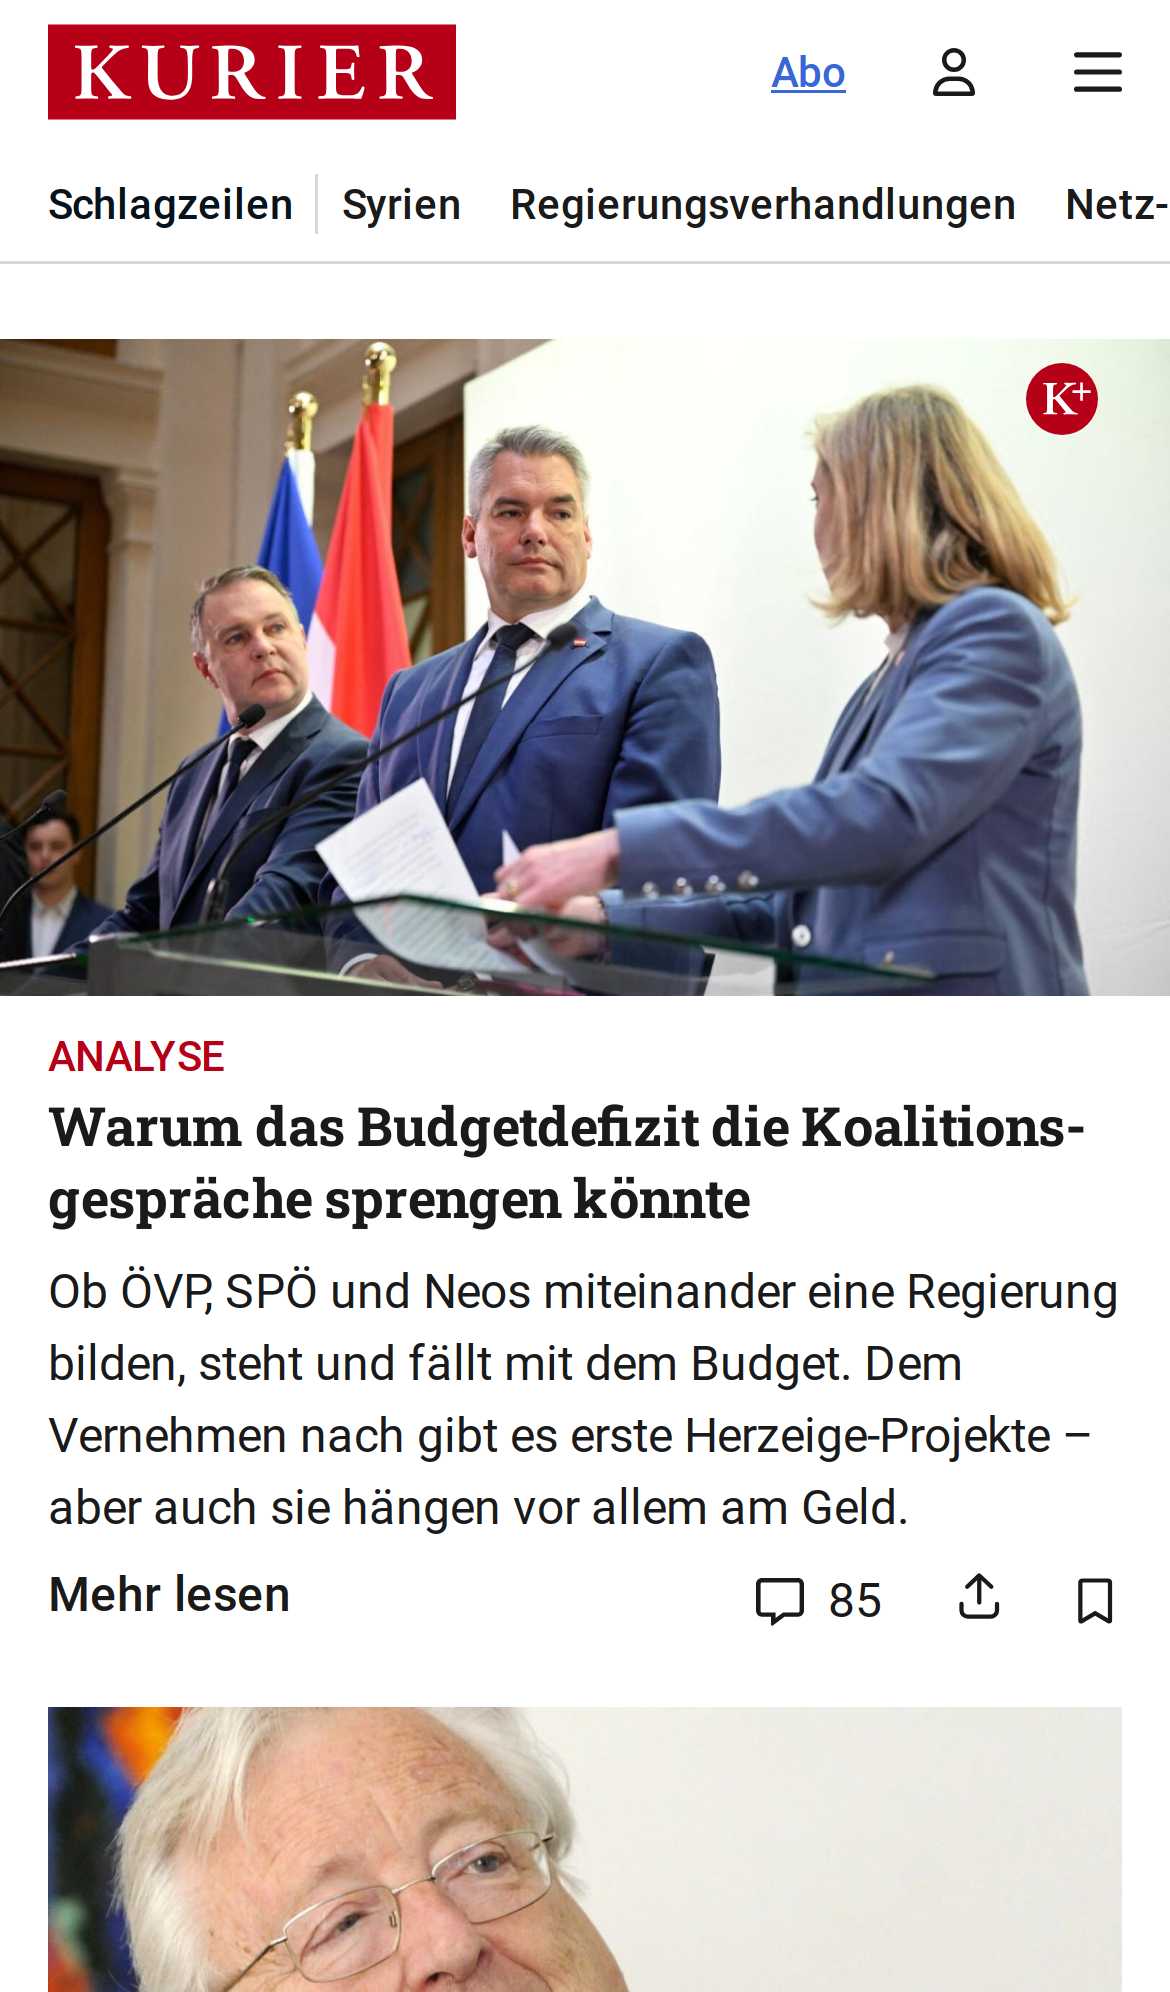 KURIER
Abo
Schlagzeilen
Syrien
Regierungsverhandlungen
Netz-
K+
ANALYSE
Warum das Budgetdefizit die Koalitions-
gespräche sprengen könnte
Ob ÖVP, SPÖ und Neos miteinander eine Regierung
bilden, steht und fällt mit dem Budget. Dem
Vernehmen nach gibt es erste Herzeige-Projekte –
aber auch sie hängen vor allem am Geld.
Mehr lesen
85